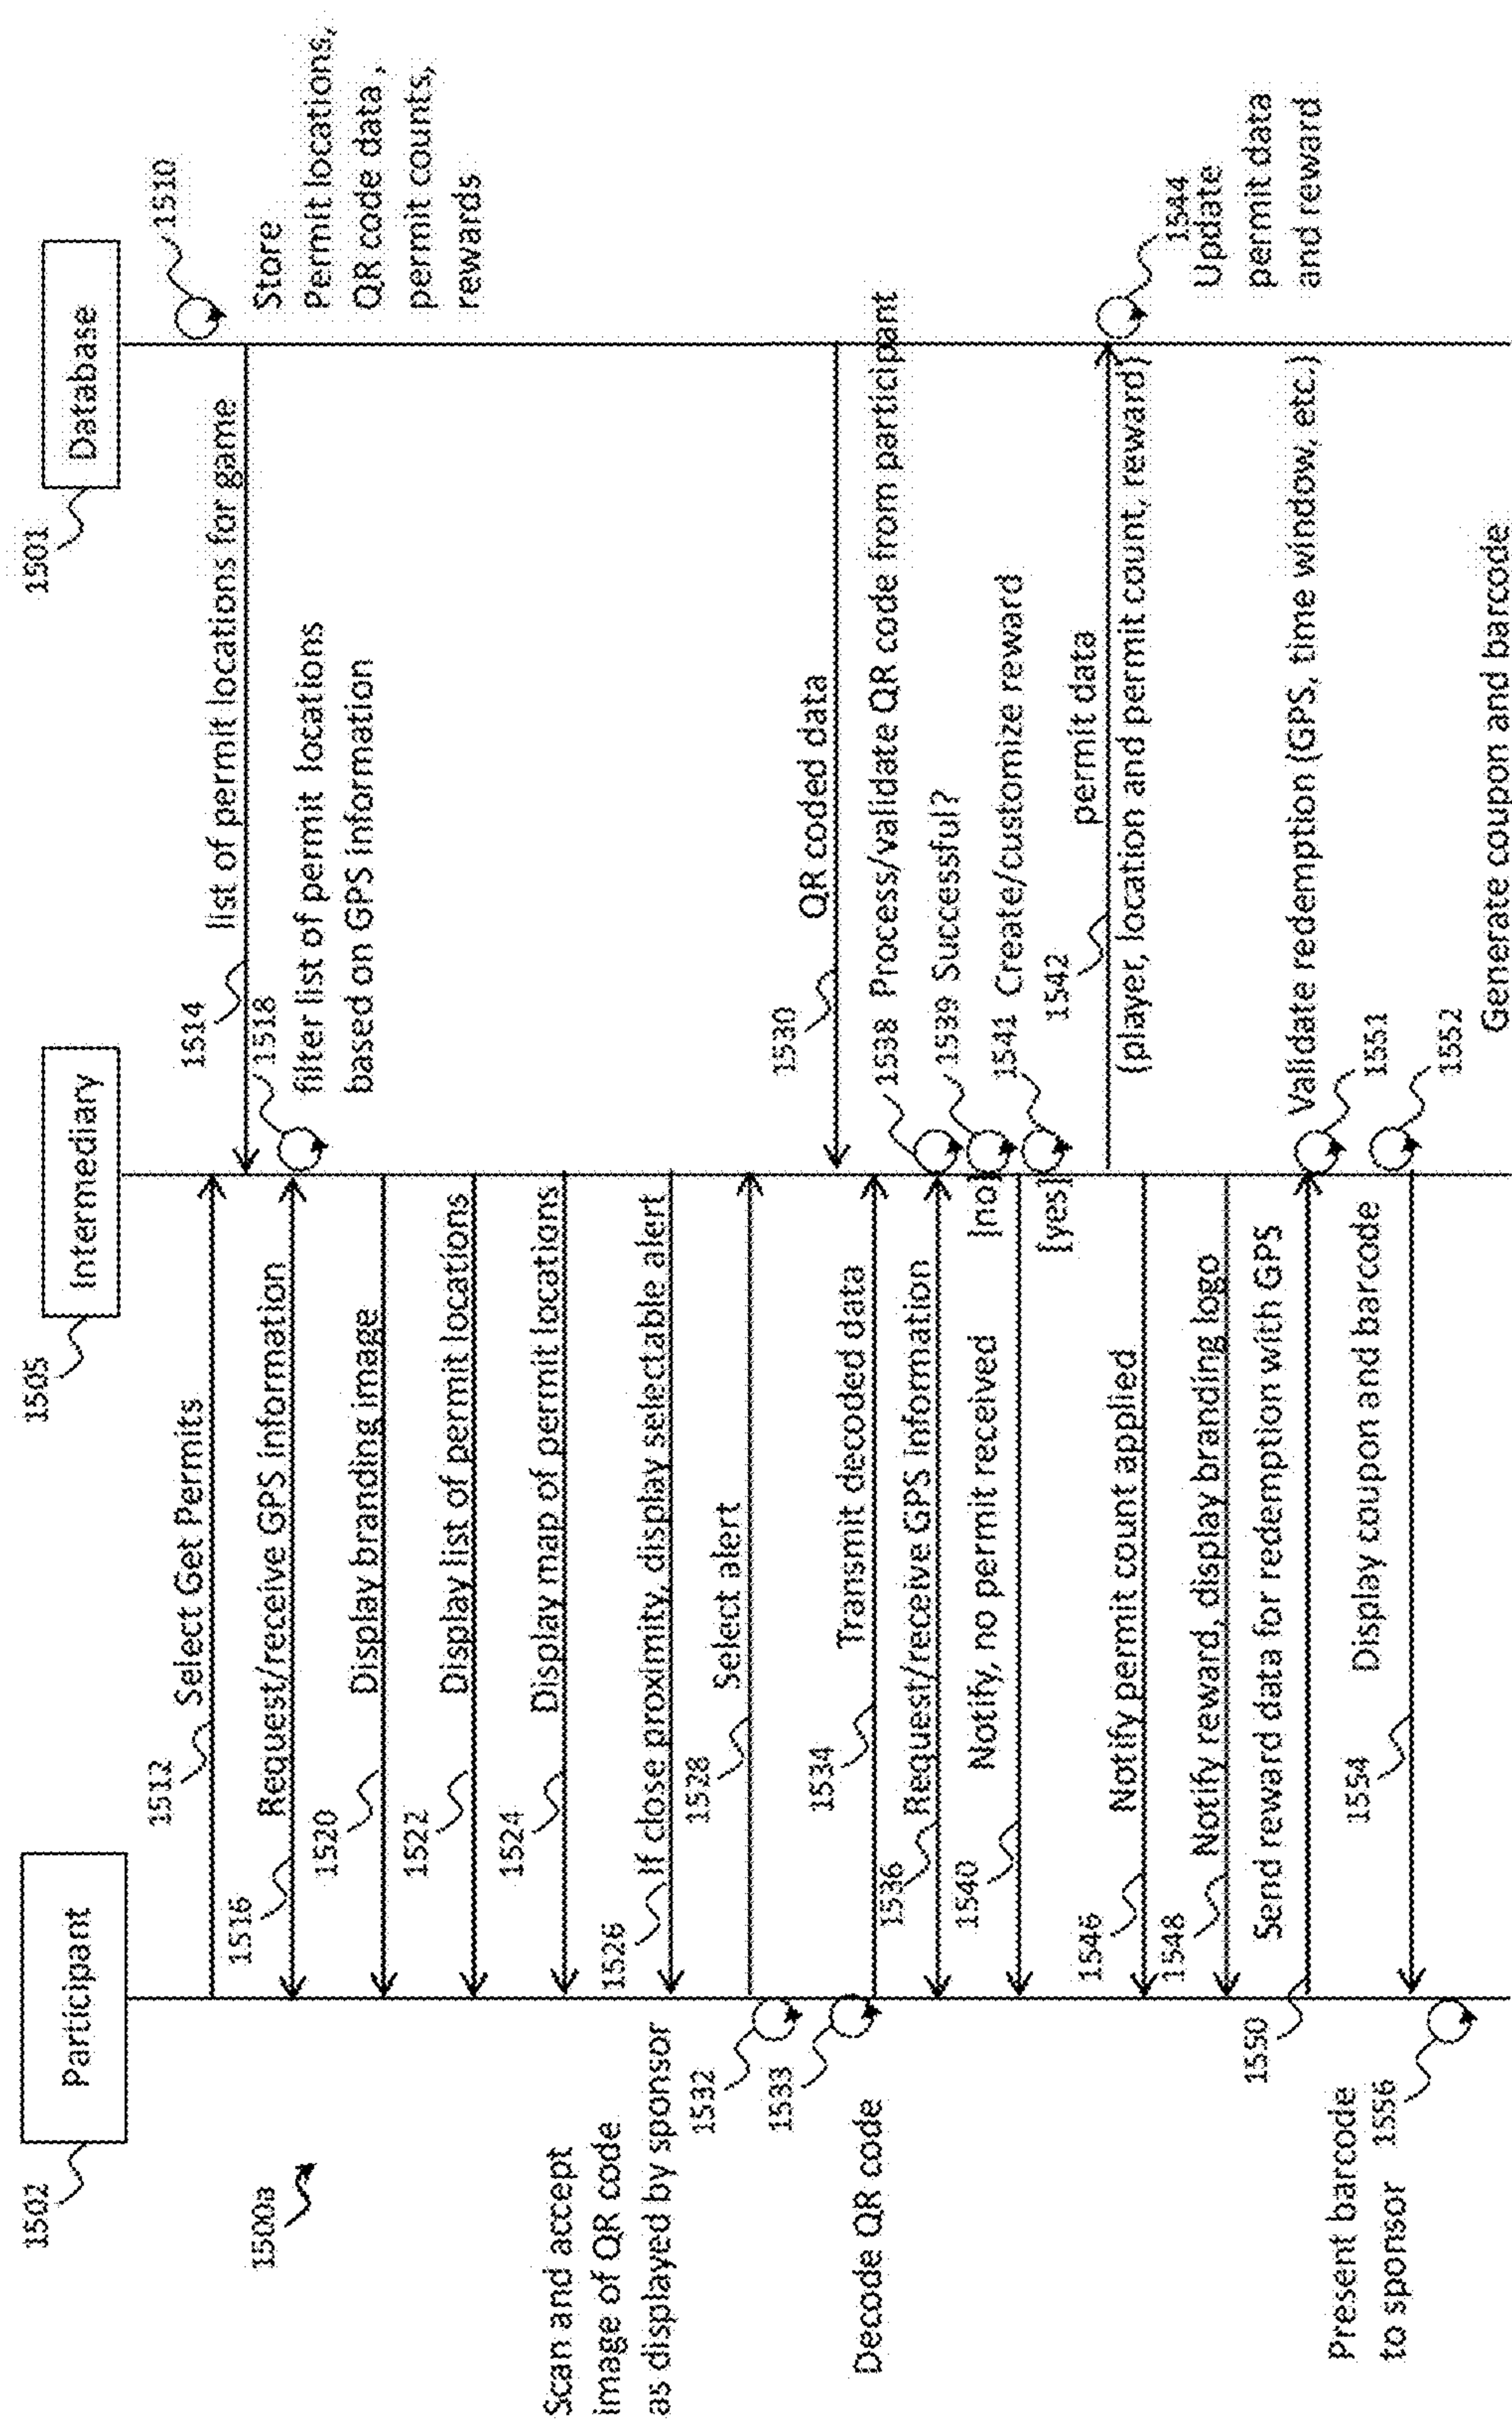 1502
Participant
1505
Intermediary
1501
Database
1500a
1510
Store
Permit locations,
QR code data,
permit counts,
rewards
1512
Select Get Permits
1514
list of permit locations for game
1516
Request/receive GPS information
1518
filter list of permit locations
based on GPS information
1520
Display branding image
1522
Display list of permit locations
1524
Display map of permit locations
1526
If close proximity, display selectable alert
1528
Select alert
Scan and accept
image of QR code
as displayed by sponsor
1532
1530
QR coded data
1533
Decode QR code
1534
Transmit decoded data
1538 Process/validate QR code from participant
1536
Request/receive GPS Information
1539 Successful?
[no]
1540
Notify, no permit received
1541 Create/customize reward
[yes]
1542
permit data
(player, location and permit count, reward)
1544
Update
permit data
and reward
1546
Notify permit count applied
1548
Notify reward, display branding logo
1550
Send reward data for redemption with GPS
Validate redemption (GPS, time window, etc.)
1551
1552
Generate coupon and barcode
1554
Display coupon and barcode
Present barcode
to sponsor
1556